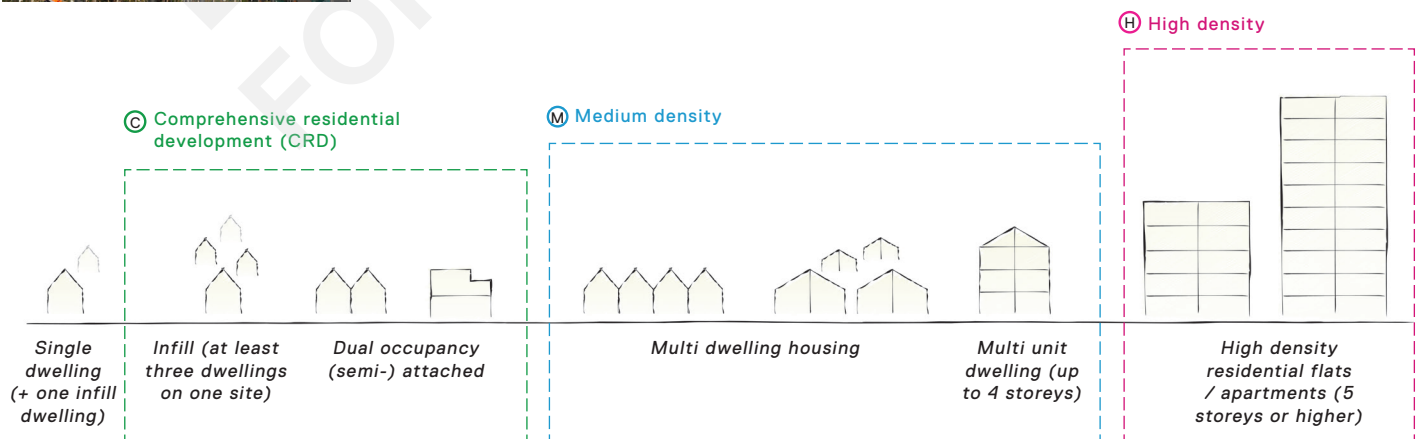 H High density
C Comprehensive residential
development (CRD)
M Medium density
Single
dwelling
(+ one infill
dwelling)
Infill (at least
three dwellings
on one site)
Dual occupancy
(semi-) attached
Multi dwelling housing
Multi unit
dwelling (up
to 4 storeys)
High density
residential flats
/ apartments (5
storeys or higher)
FO